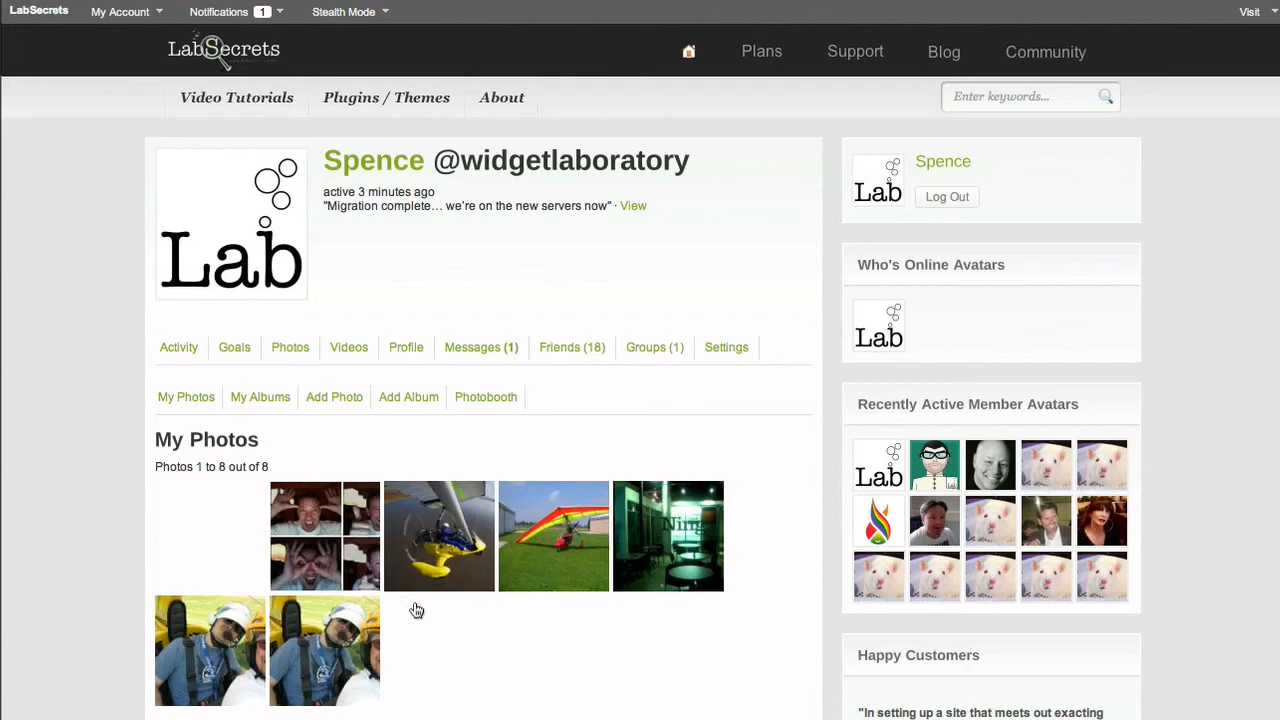 LabSecrets My Account Notifications 1 Stealth Mode Visit
LabSecrets
Plans Support Blog Community
Video Tutorials Plugins / Themes About
Enter keywords...
Lab
Spence @widgetlaboratory
active 3 minutes ago
"Migration complete… we're on the new servers now" · View
Activity Goals Photos Videos Profile Messages (1) Friends (18) Groups (1) Settings
My Photos My Albums Add Photo Add Album Photobooth
My Photos
Photos 1 to 8 out of 8
Lab
Spence
Log Out
Who's Online Avatars
Lab
Recently Active Member Avatars
Lab
Happy Customers
"In setting up a site that meets out exacting